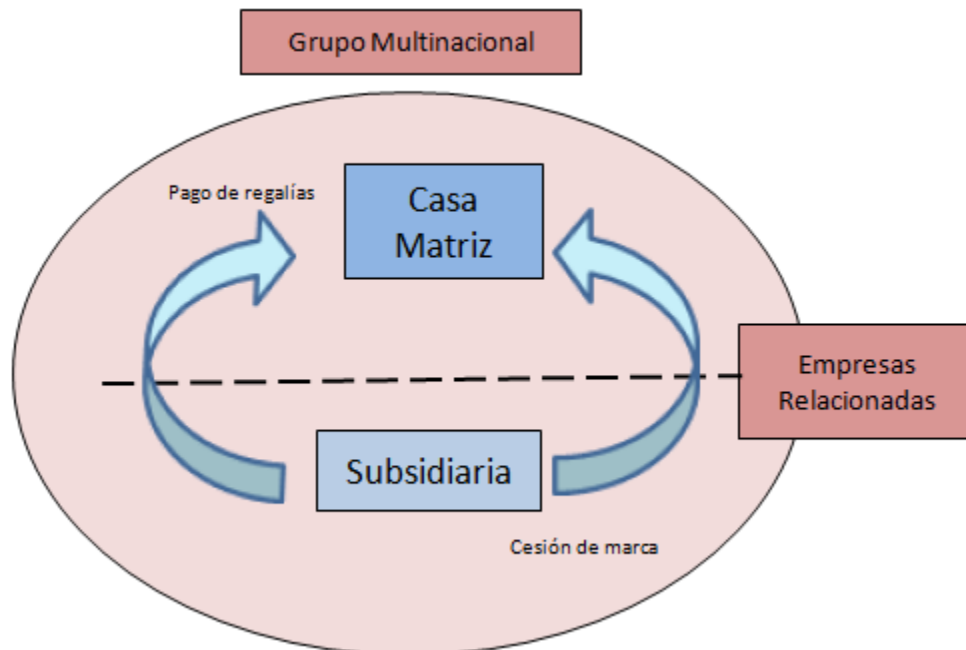 Grupo Multinacional
Pago de regalías
Casa
Matriz
Empresas
Relacionadas
Subsidiaria
Cesión de marca